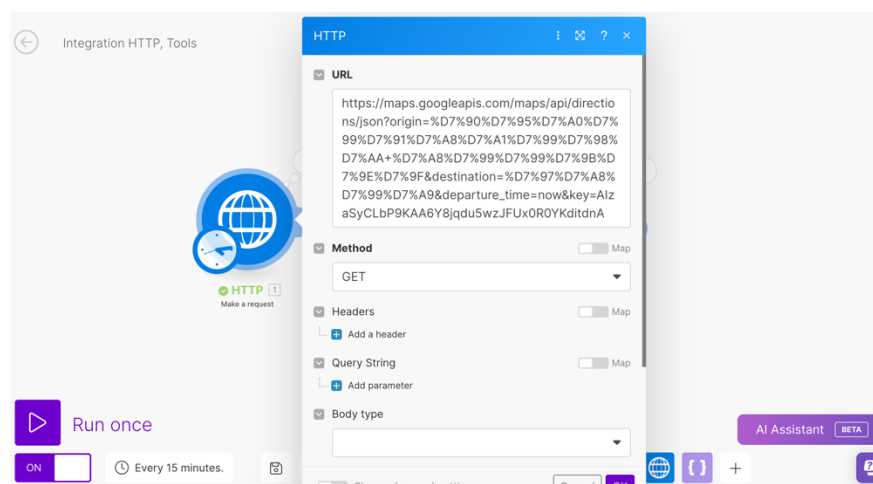 Integration HTTP, Tools
HTTP
?
URL
https://maps.googleapis.com/maps/api/directio
ns/json?origin=%D7%90%D7%95%D7%A0%D7%
99%D7%91%D7%A8%D7%A1%D7%99%D7%98%
D7%AA+%D7%A8%D7%99%D7%99%D7%9B%D
7%9E%D7%9F&destination=%D7%97%D7%A8%
D7%99%D7%A9&departure_time=now&key=AIz
aSyCLbP9KAA6Y8jqdu5wzJFUx0R0YKditdnA
Method
Map
GET
HTTP 1
Make a request
Headers
Map
Add a header
Query String
Map
Add parameter
Body type
Run once
AI Assistant BETA
ON
Every 15 minutes.